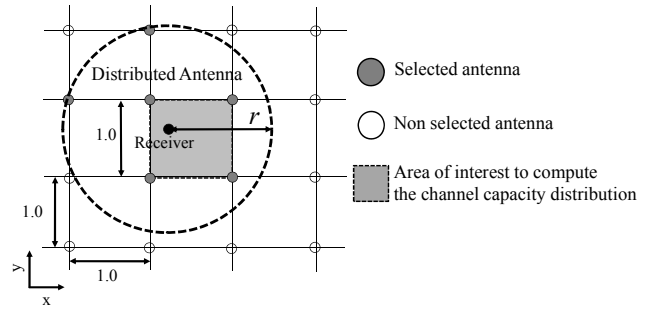 Distributed Antenna
r
1.0
Receiver
1.0
1.0
y
x
Selected antenna
Non selected antenna
Area of interest to compute
the channel capacity distribution